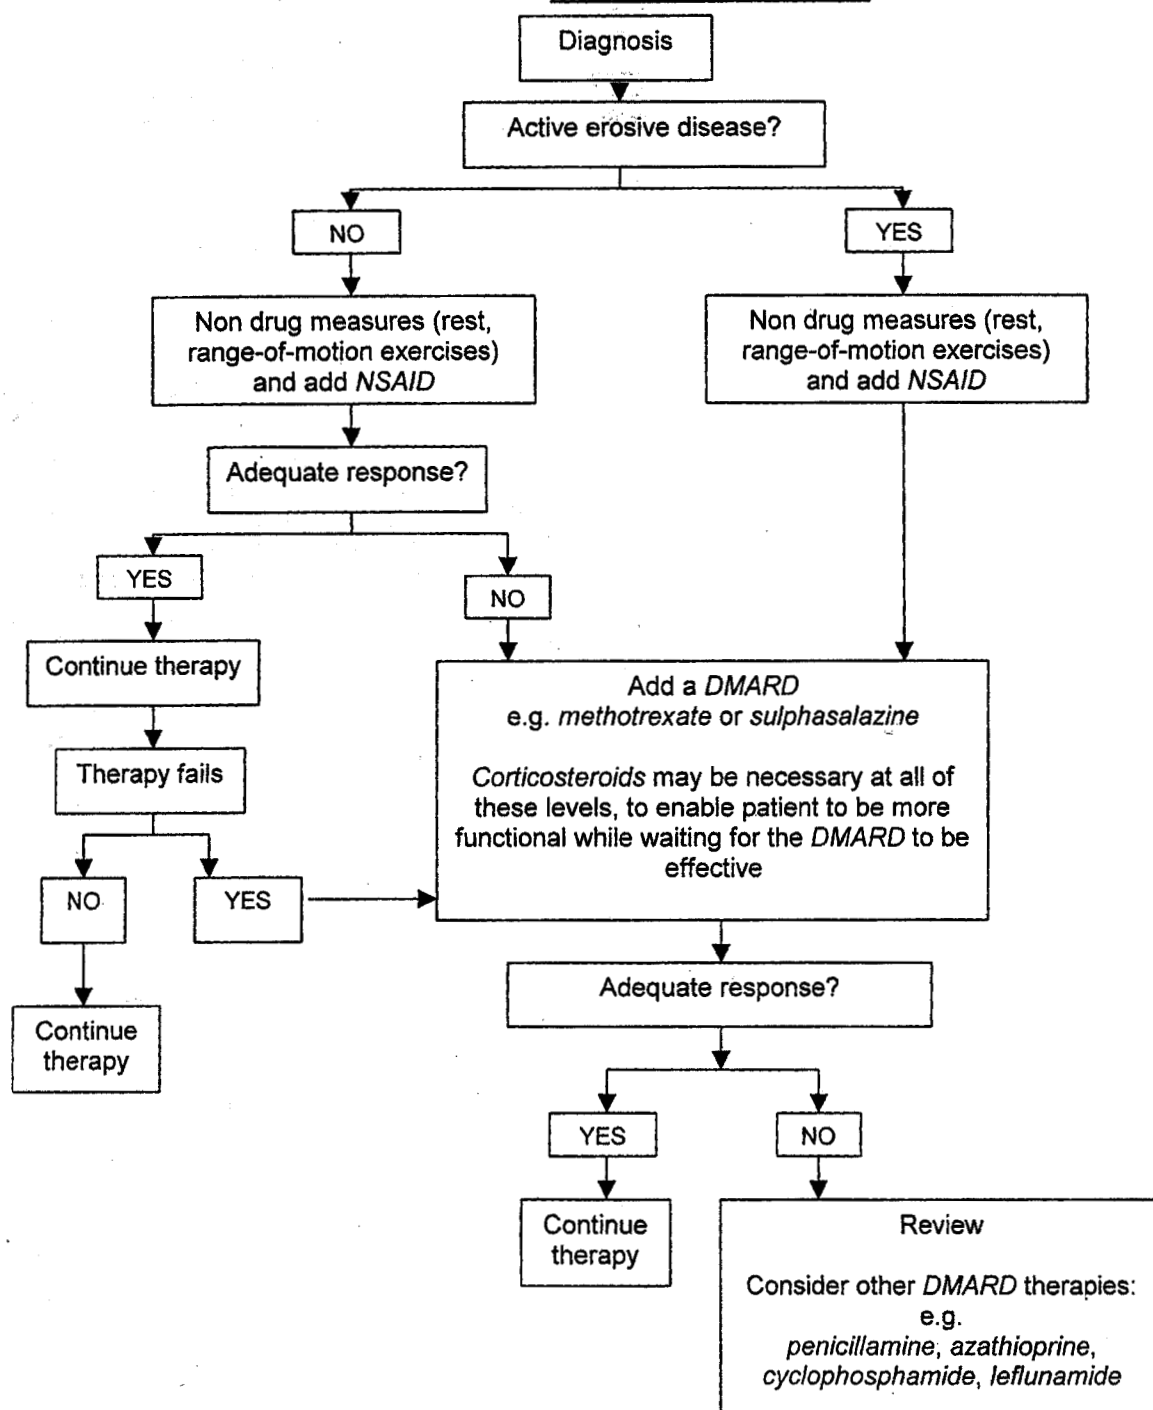 Diagnosis
Active erosive disease?
NO
YES
Non drug measures (rest,
range-of-motion exercises)
and add NSAID
Non drug measures (rest,
range-of-motion exercises)
and add NSAID
Adequate response?
YES
NO
Continue therapy
Therapy fails
NO
YES
Continue
therapy
Add a DMARD
e.g. methotrexate or sulphasalazine
Corticosteroids may be necessary at all of
these levels, to enable patient to be more
functional while waiting for the DMARD to be
effective
Adequate response?
YES
NO
Continue
therapy
Review
Consider other DMARD therapies:
e.g.
penicillamine, azathioprine,
cyclophosphamide, leflunamide